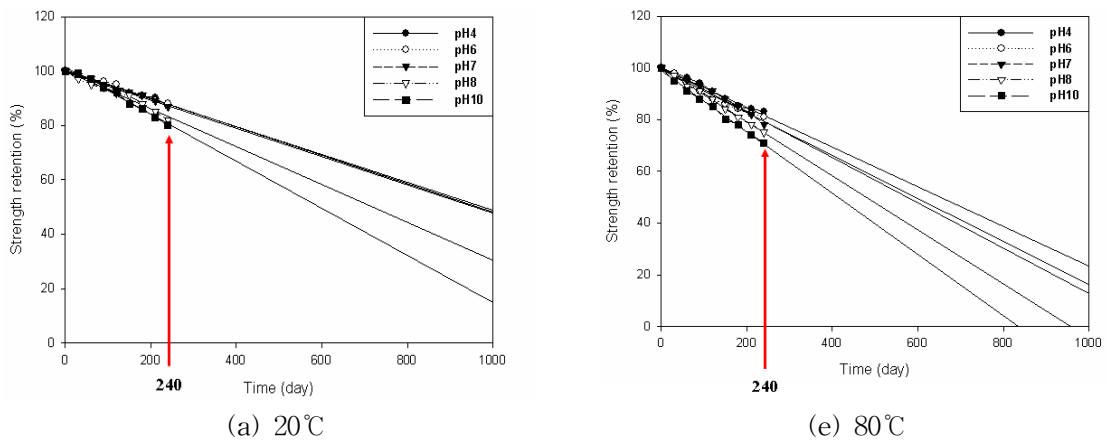 120
100
80
60
40
20
0
Strength retention (%)
pH4
pH6
pH7
pH8
pH10
0 200 400 600 800 1000
240
Time (day)
(a) 20℃
120
100
80
60
40
20
0
Strength retention (%)
pH4
pH6
pH7
pH8
pH10
0 200 400 600 800 1000
240
Time (day)
(e) 80℃